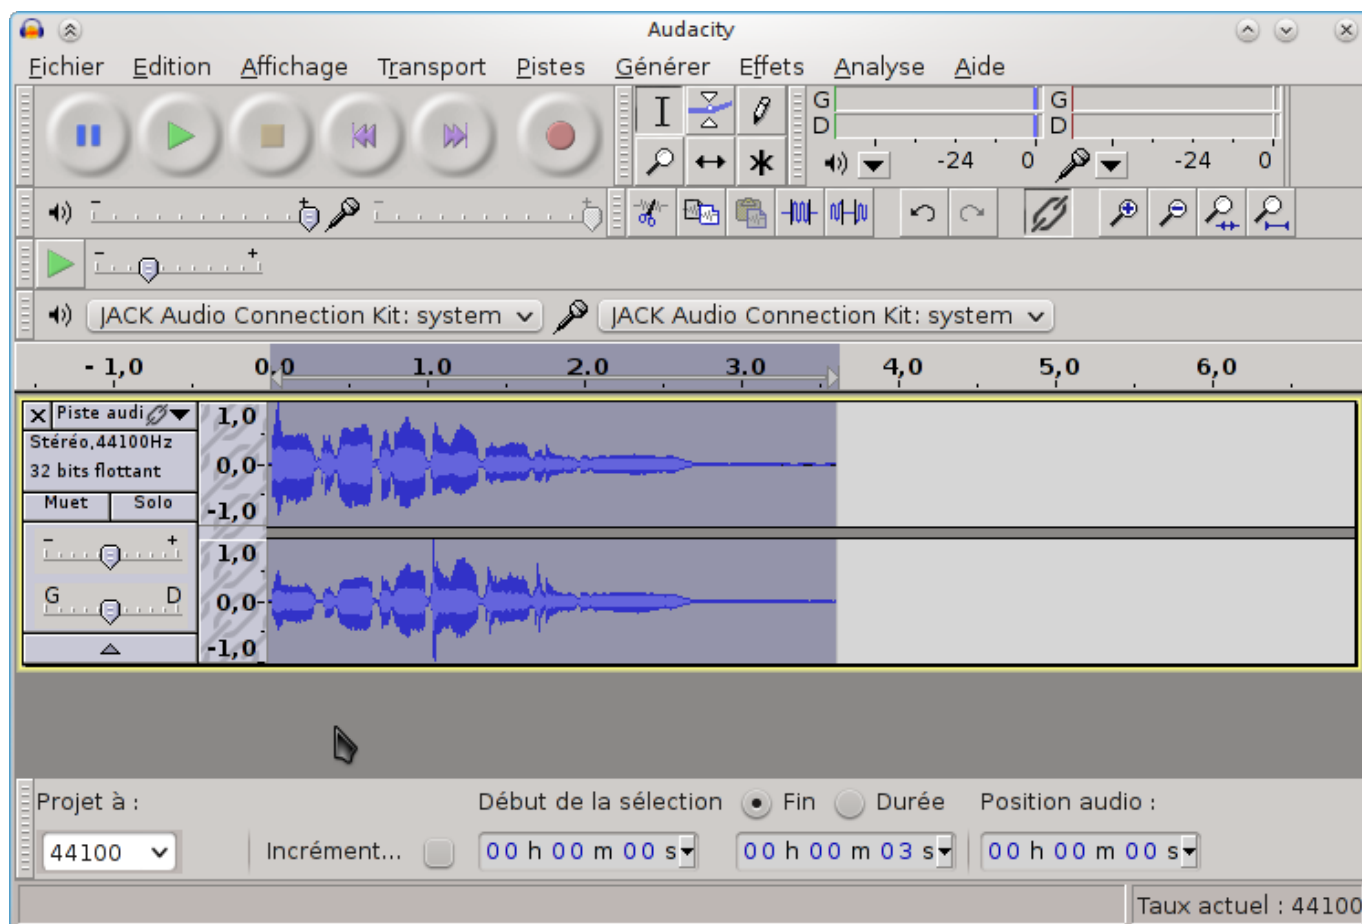 Audacity
Fichier Edition Affichage Transport Pistes Générer Effets Analyse Aide
G G
D D
-24 0 -24 0
- + -
- +
JACK Audio Connection Kit: system JACK Audio Connection Kit: system
- 1,0 0,0 1.0 2.0 3.0 4,0 5,0 6,0
X Piste audi 1,0
Stéréo,44100Hz
32 bits flottant 0,0-
Muet Solo -1,0
- + 1,0
G D 0,0-
-1,0
Projet à : Début de la sélection Fin Durée Position audio :
44100 Incrément... 00 h 00 m 00 s 00 h 00 m 03 s 00 h 00 m 00 s
Taux actuel : 44100